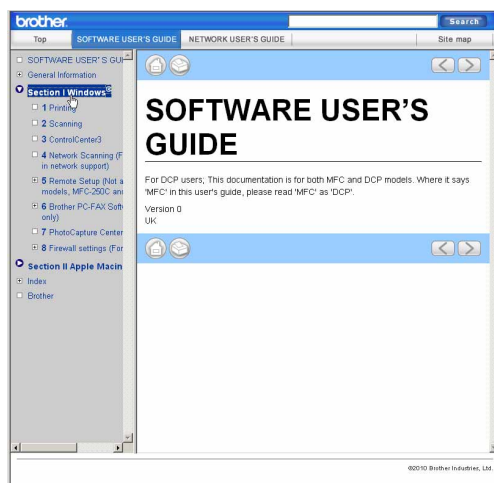 brother.
Search
Top
SOFTWARE USER'S GUIDE
NETWORK USER'S GUIDE
Site map
SOFTWARE USER'S GUI
General Information
Section I Windows®
1 Printing
2 Scanning
3 ControlCenter3
4 Network Scanning (F
in network support)
5 Remote Setup (Not a
models, MFC-250C and
6 Brother PC-FAX Soft
only)
7 PhotoCapture Center
8 Firewall settings (For
Section II Apple Macin
Index
Brother
SOFTWARE USER'S
GUIDE
For DCP users; This documentation is for both MFC and DCP models. Where it says
'MFC' in this user's guide, please read 'MFC' as 'DCP'.
Version 0
UK
©2010 Brother Industries, Ltd.